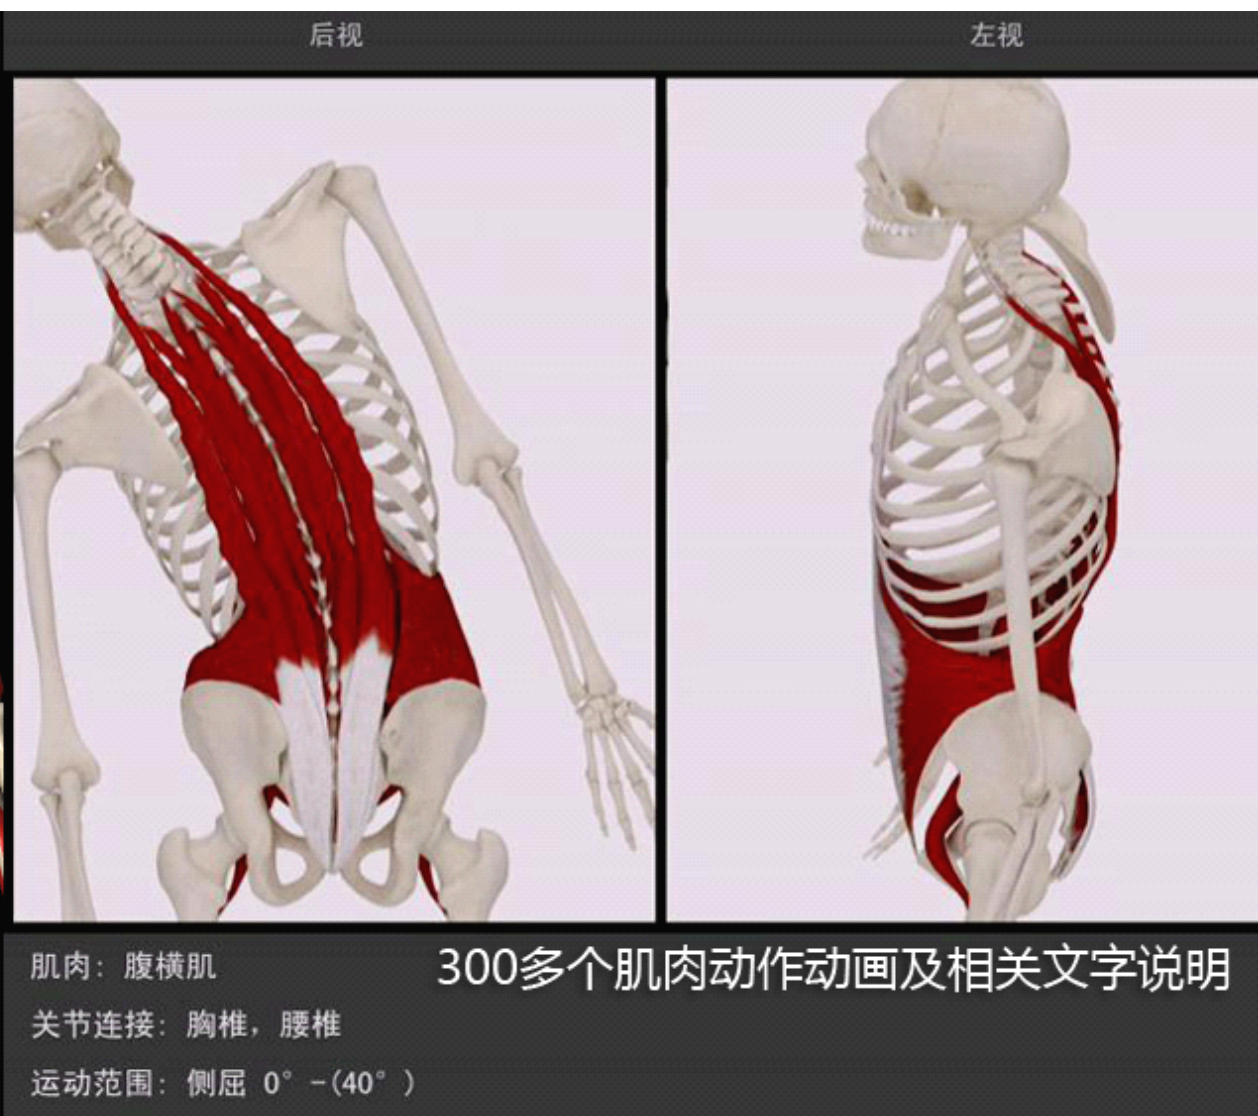 后视
左视
肌肉: 腹横肌
300多个肌肉动作动画及相关文字说明
关节连接: 胸椎, 腰椎
运动范围: 侧屈 0° -(40° )